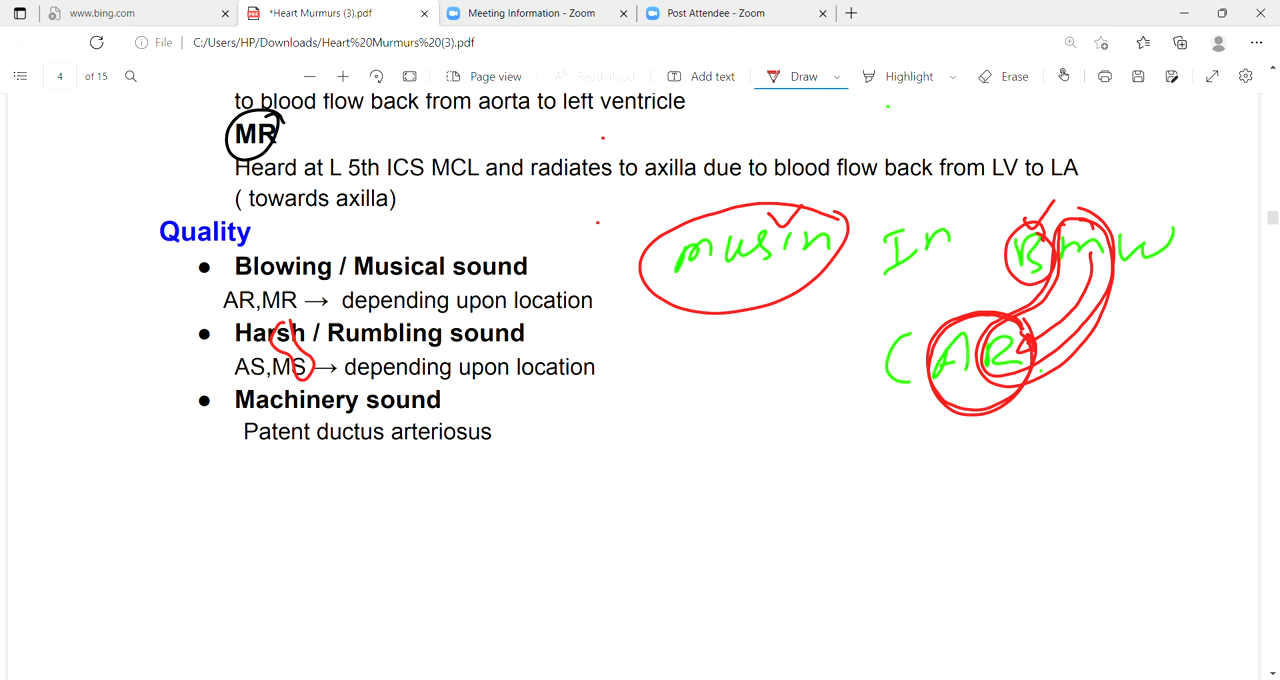 www.bing.com
*Heart Murmurs (3).pdf
Meeting Information - Zoom
Post Attendee - Zoom
File
C:/Users/HP/Downloads/Heart%20Murmurs%20(3).pdf
4 of 15
Page view
Read aloud
Add text
Draw
Highlight
Erase
to blood flow back from aorta to left ventricle
MR
Heard at L 5th ICS MCL and radiates to axilla due to blood flow back from LV to LA
( towards axilla)
Quality
musin In BMW
● Blowing / Musical sound
AR,MR → depending upon location
● Harsh / Rumbling sound
CAR.
AS,MS → depending upon location
● Machinery sound
Patent ductus arteriosus